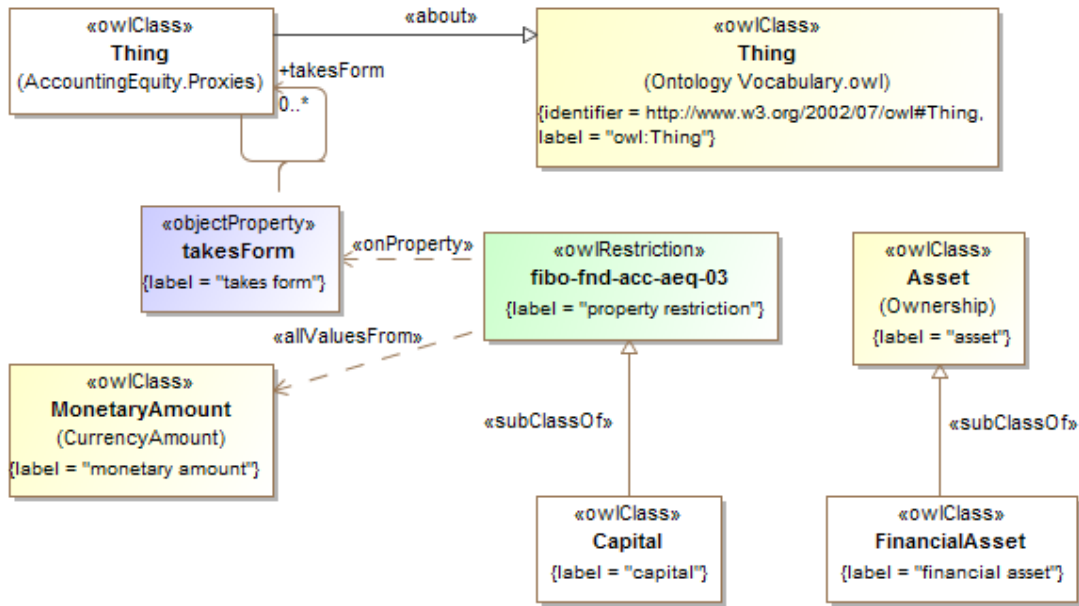 «owlClass»
Thing
(AccountingEquity.Proxies)
«about»
«owlClass»
Thing
(Ontology Vocabulary.owl)
{identifier = http://www.w3.org/2002/07/owl#Thing,
label = "owl:Thing"}
+takesForm
0..*
«objectProperty»
takesForm
{label = "takes form"}
«onProperty»
«owlRestriction»
fibo-fnd-acc-aeq-03
{label = "property restriction"}
«owlClass»
Asset
(Ownership)
{label = "asset"}
«allValuesFrom»
«owlClass»
MonetaryAmount
(CurrencyAmount)
{label = "monetary amount"}
«subClassOf»
«subClassOf»
«owlClass»
Capital
{label = "capital"}
«owlClass»
FinancialAsset
{label = "financial asset"}